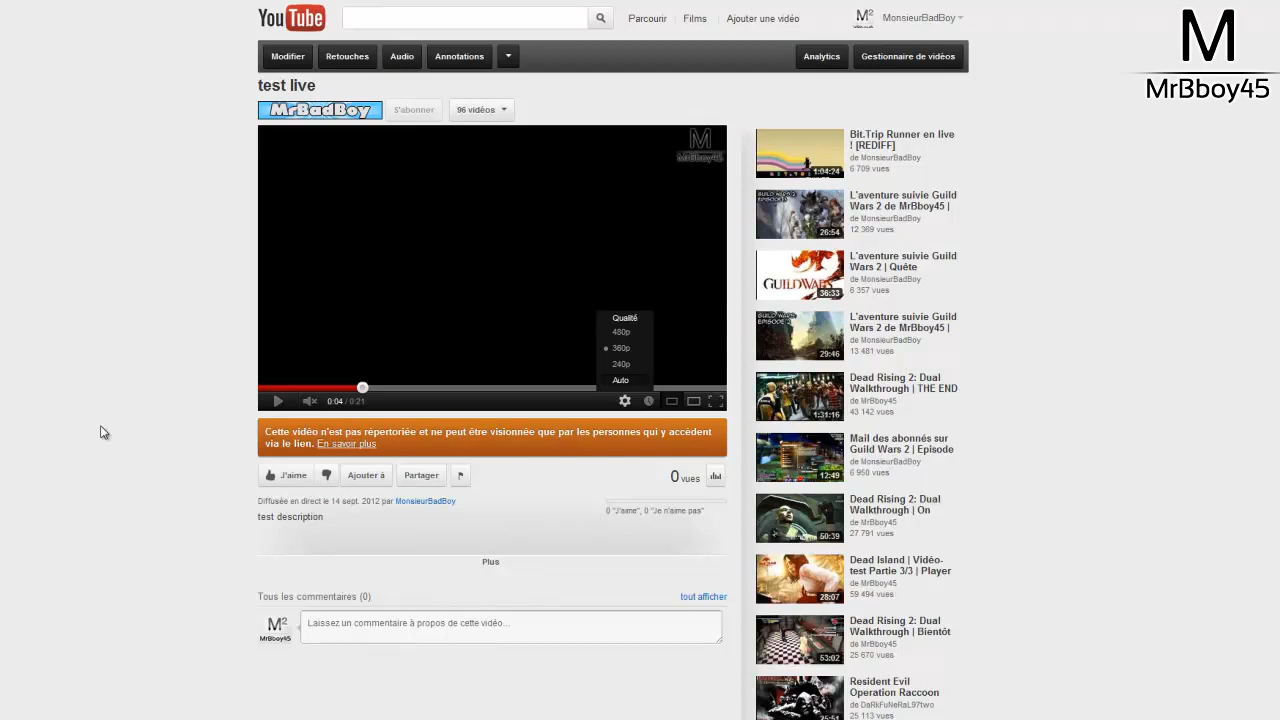 YouTube
Parcourir
Films
Ajouter une vidéo
M²
MonsieurBadBoy
M
MrBboy45
Modifier
Retouches
Audio
Annotations
Analytics
Gestionnaire de vidéos
test live
MrBadBoy
S'abonner
96 vidéos
M
MrBboy45
Qualité
480p
360p
240p
Auto
0:04 / 0:21
Cette vidéo n'est pas répertoriée et ne peut être visionnée que par les personnes qui y accèdent
via le lien. En savoir plus
J'aime
Ajouter à
Partager
0 vues
Diffusée en direct le 14 sept. 2012 par MonsieurBadBoy
0 "J'aime", 0 "Je n'aime pas"
test description
Plus
Tous les commentaires (0)
tout afficher
M²
MrBboy45
Laissez un commentaire à propos de cette vidéo...
1:04:24
Bit.Trip Runner en live
! [REDIFF]
de MonsieurBadBoy
6 709 vues
26:54
L'aventure suivie Guild
Wars 2 de MrBboy45 |
de MonsieurBadBoy
12 369 vues
GUILDWARS
36:33
L'aventure suivie Guild
Wars 2 | Quête
de MonsieurBadBoy
6 357 vues
29:46
L'aventure suivie Guild
Wars 2 de MrBboy45 |
de MonsieurBadBoy
13 481 vues
1:31:16
Dead Rising 2: Dual
Walkthrough | THE END
de MrBboy45
43 142 vues
12:49
Mail des abonnés sur
Guild Wars 2 | Episode
de MonsieurBadBoy
6 950 vues
50:39
Dead Rising 2: Dual
Walkthrough | On
de MrBboy45
27 791 vues
28:07
Dead Island | Vidéo-
test Partie 3/3 | Player
de MrBboy45
59 494 vues
53:02
Dead Rising 2: Dual
Walkthrough | Bientôt
de MrBboy45
25 670 vues
25:51
Resident Evil
Operation Raccoon
de DaRkFuNeRaL97two
25 113 vues